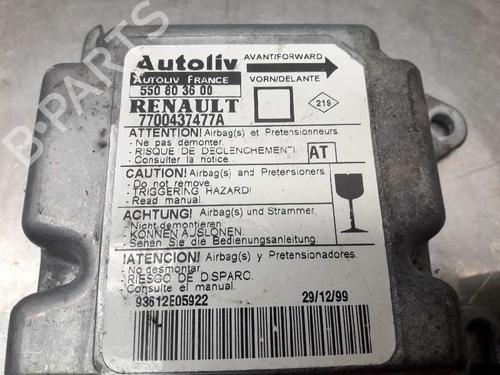 Autoliv AVANT/FORWARD
AUTOLIV FRANCE VORN/DELANTE
550 80 36 00
RENAULT 219
7700437477A
ATTENTION! Airbag(s) et Pretensionneurs
- Ne pas demonter.
- RISQUE DE DECLENCHEMENT! AT
- Consulter la notice.
CAUTION! Airbag(s) and Pretensioners
- Do not remove.
- TRIGGERING HAZARD!
- Read manual.
ACHTUNG! Airbag(s) und Strammer
- Nicht demontieren.
- KÖNNEN AUSLÖSEN.
- Sehen Sie die Bedienungsanleitung.
¡ATENCION! Airbag(s) y Pretensionadores.
- No desmontar.
- RIESGO DE DISPARO.
- Consulte el manual.
93612E05922 29/12/99
B-PARTS